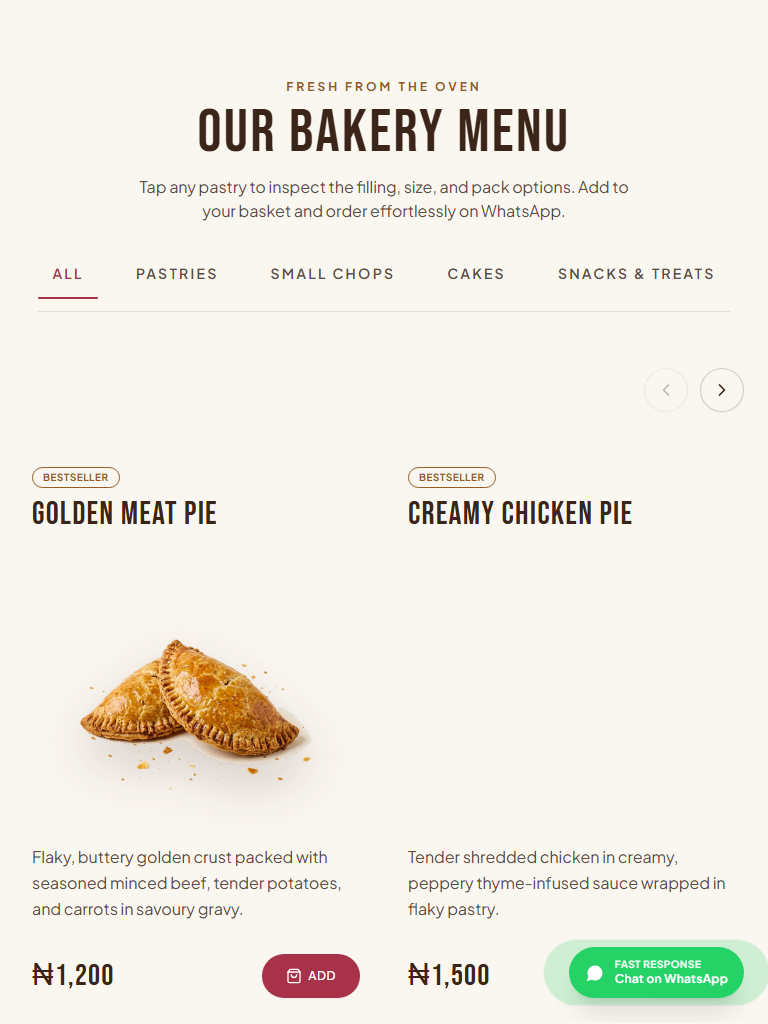 FRESH FROM THE OVEN
OUR BAKERY MENU
Tap any pastry to inspect the filling, size, and pack options. Add to
your basket and order effortlessly on WhatsApp.
ALL PASTRIES SMALL CHOPS CAKES SNACKS & TREATS
BESTSELLER
GOLDEN MEAT PIE
Flaky, buttery golden crust packed with
seasoned minced beef, tender potatoes,
and carrots in savoury gravy.
₦1,200
ADD
BESTSELLER
CREAMY CHICKEN PIE
Tender shredded chicken in creamy,
peppery thyme-infused sauce wrapped in
flaky pastry.
₦1,500
FAST RESPONSE
Chat on WhatsApp